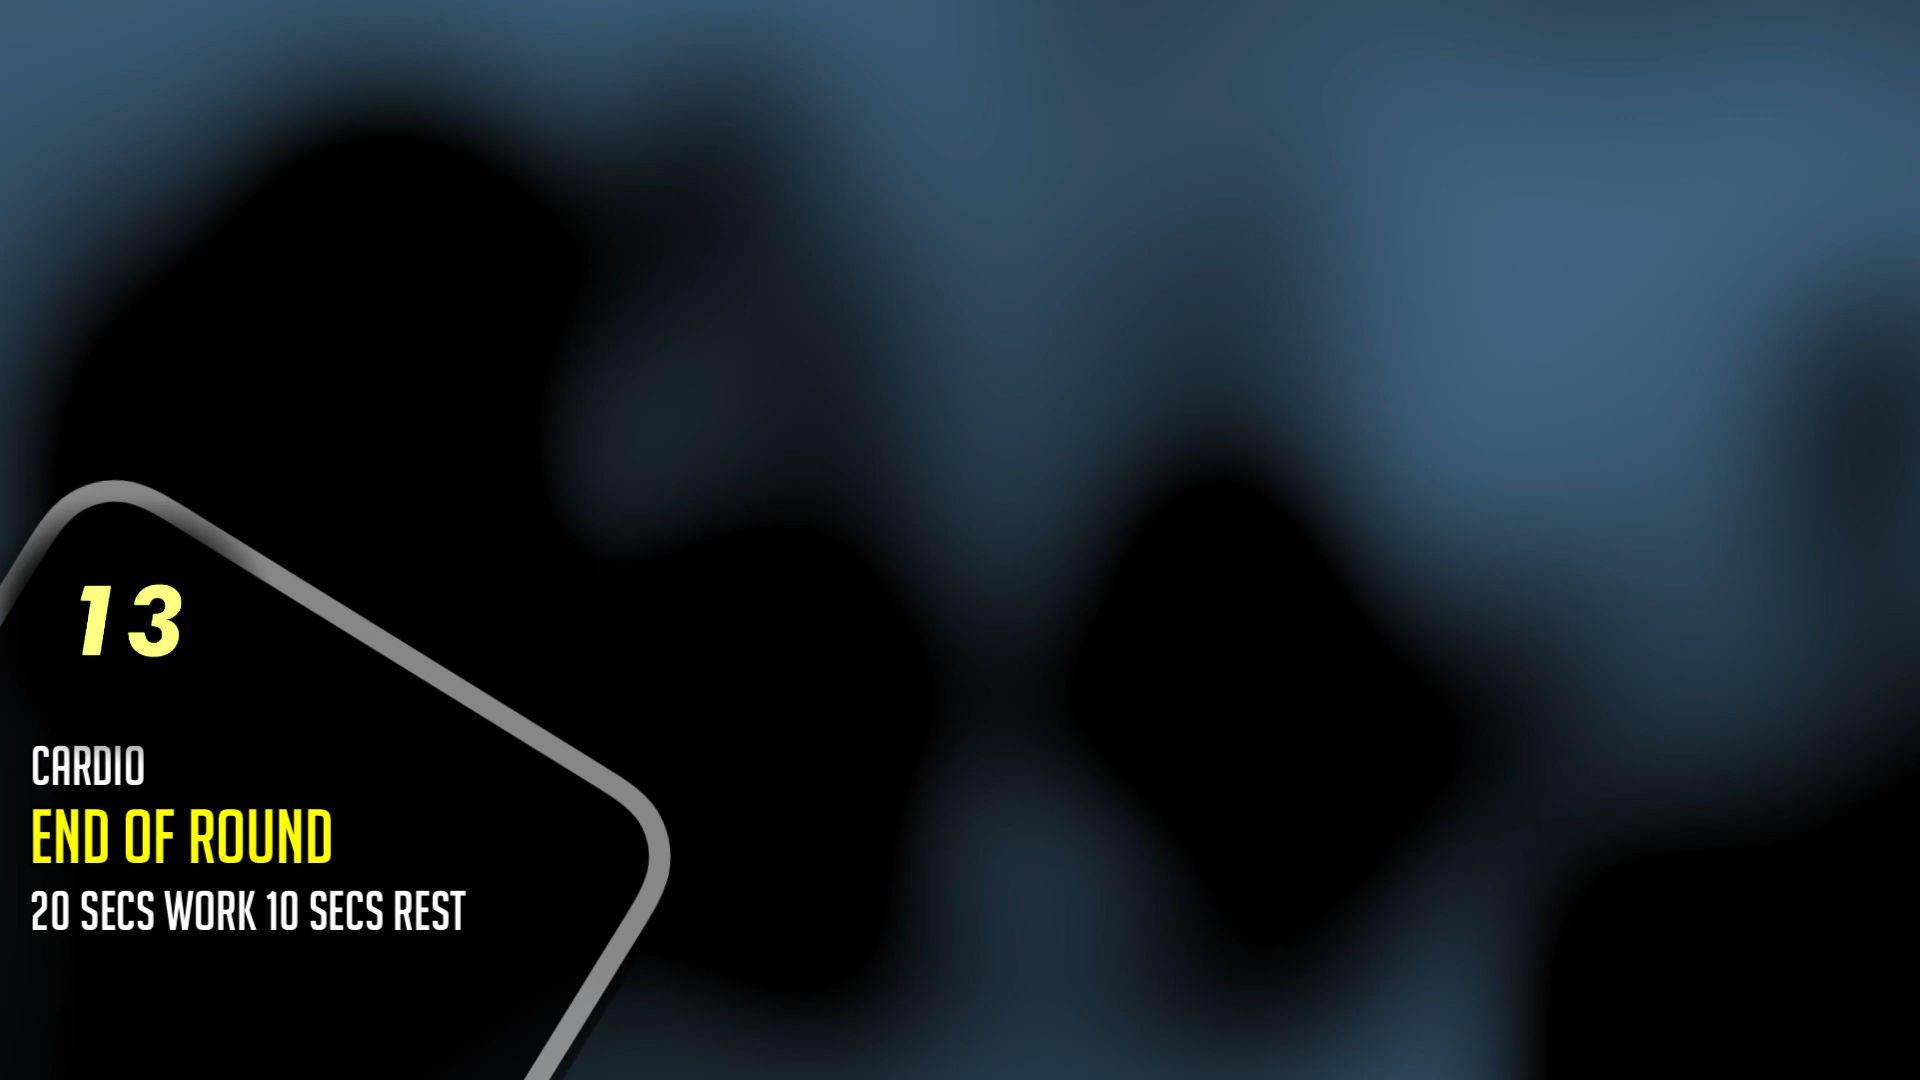 13
CARDIO
END OF ROUND
20 SECS WORK 10 SECS REST